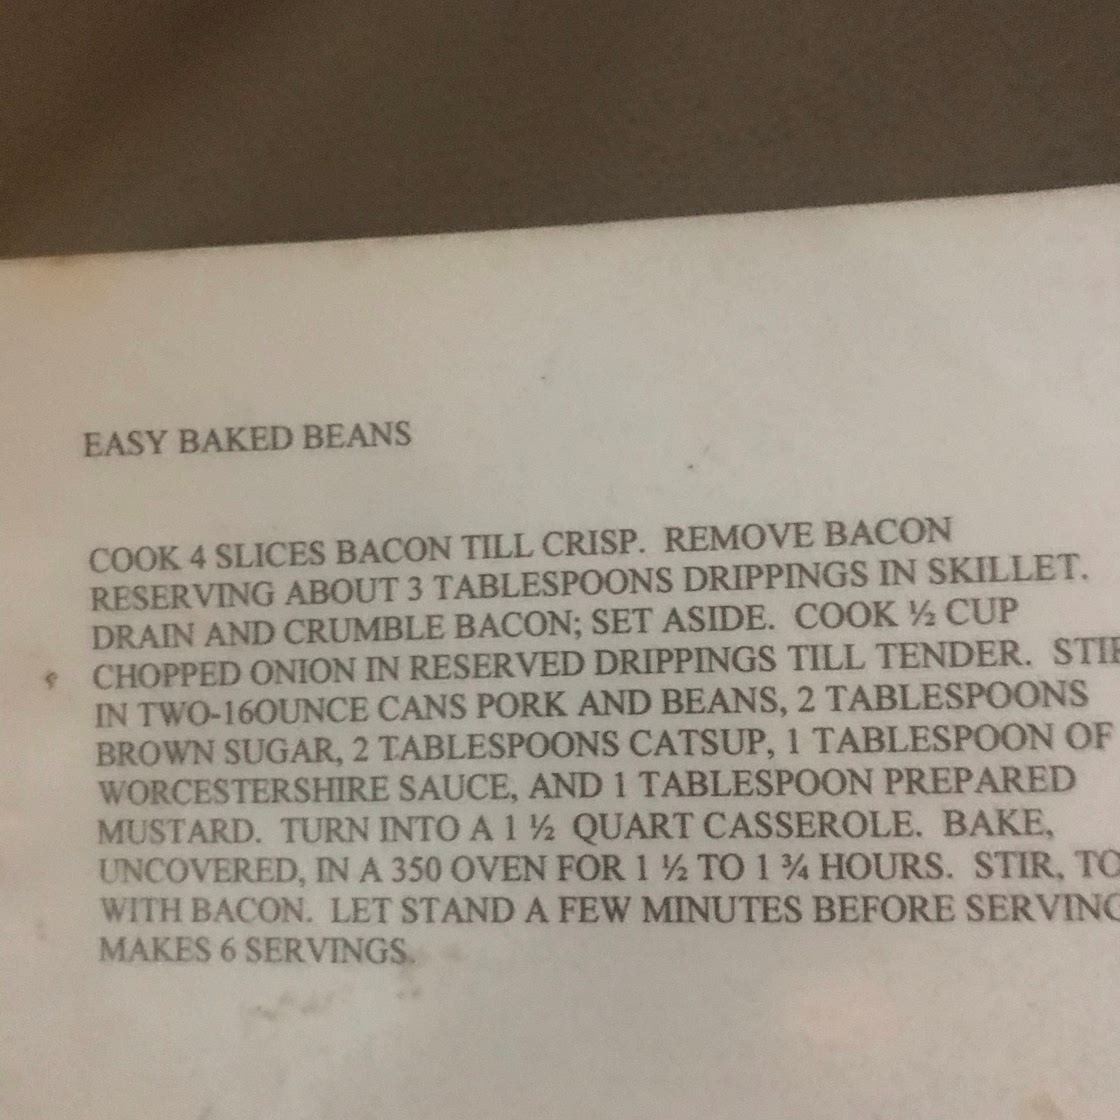 EASY BAKED BEANS
COOK 4 SLICES BACON TILL CRISP. REMOVE BACON
RESERVING ABOUT 3 TABLESPOONS DRIPPINGS IN SKILLET.
DRAIN AND CRUMBLE BACON; SET ASIDE. COOK ½ CUP
CHOPPED ONION IN RESERVED DRIPPINGS TILL TENDER.
IN TWO-16OUNCE CANS PORK AND BEANS, 2 TABLESPOONS
BROWN SUGAR, 2 TABLESPOONS CATSUP, 1 TABLESPOON OF
WORCESTERSHIRE SAUCE, AND 1 TABLESPOON PREPARED
MUSTARD. TURN INTO A 1 ½ QUART CASSEROLE. BAKE,
UNCOVERED, IN A 350 OVEN FOR 1 ½ TO 1 ¾ HOURS. STIR,
WITH BACON. LET STAND A FEW MINUTES BEFORE
MAKES 6 SERVINGS.